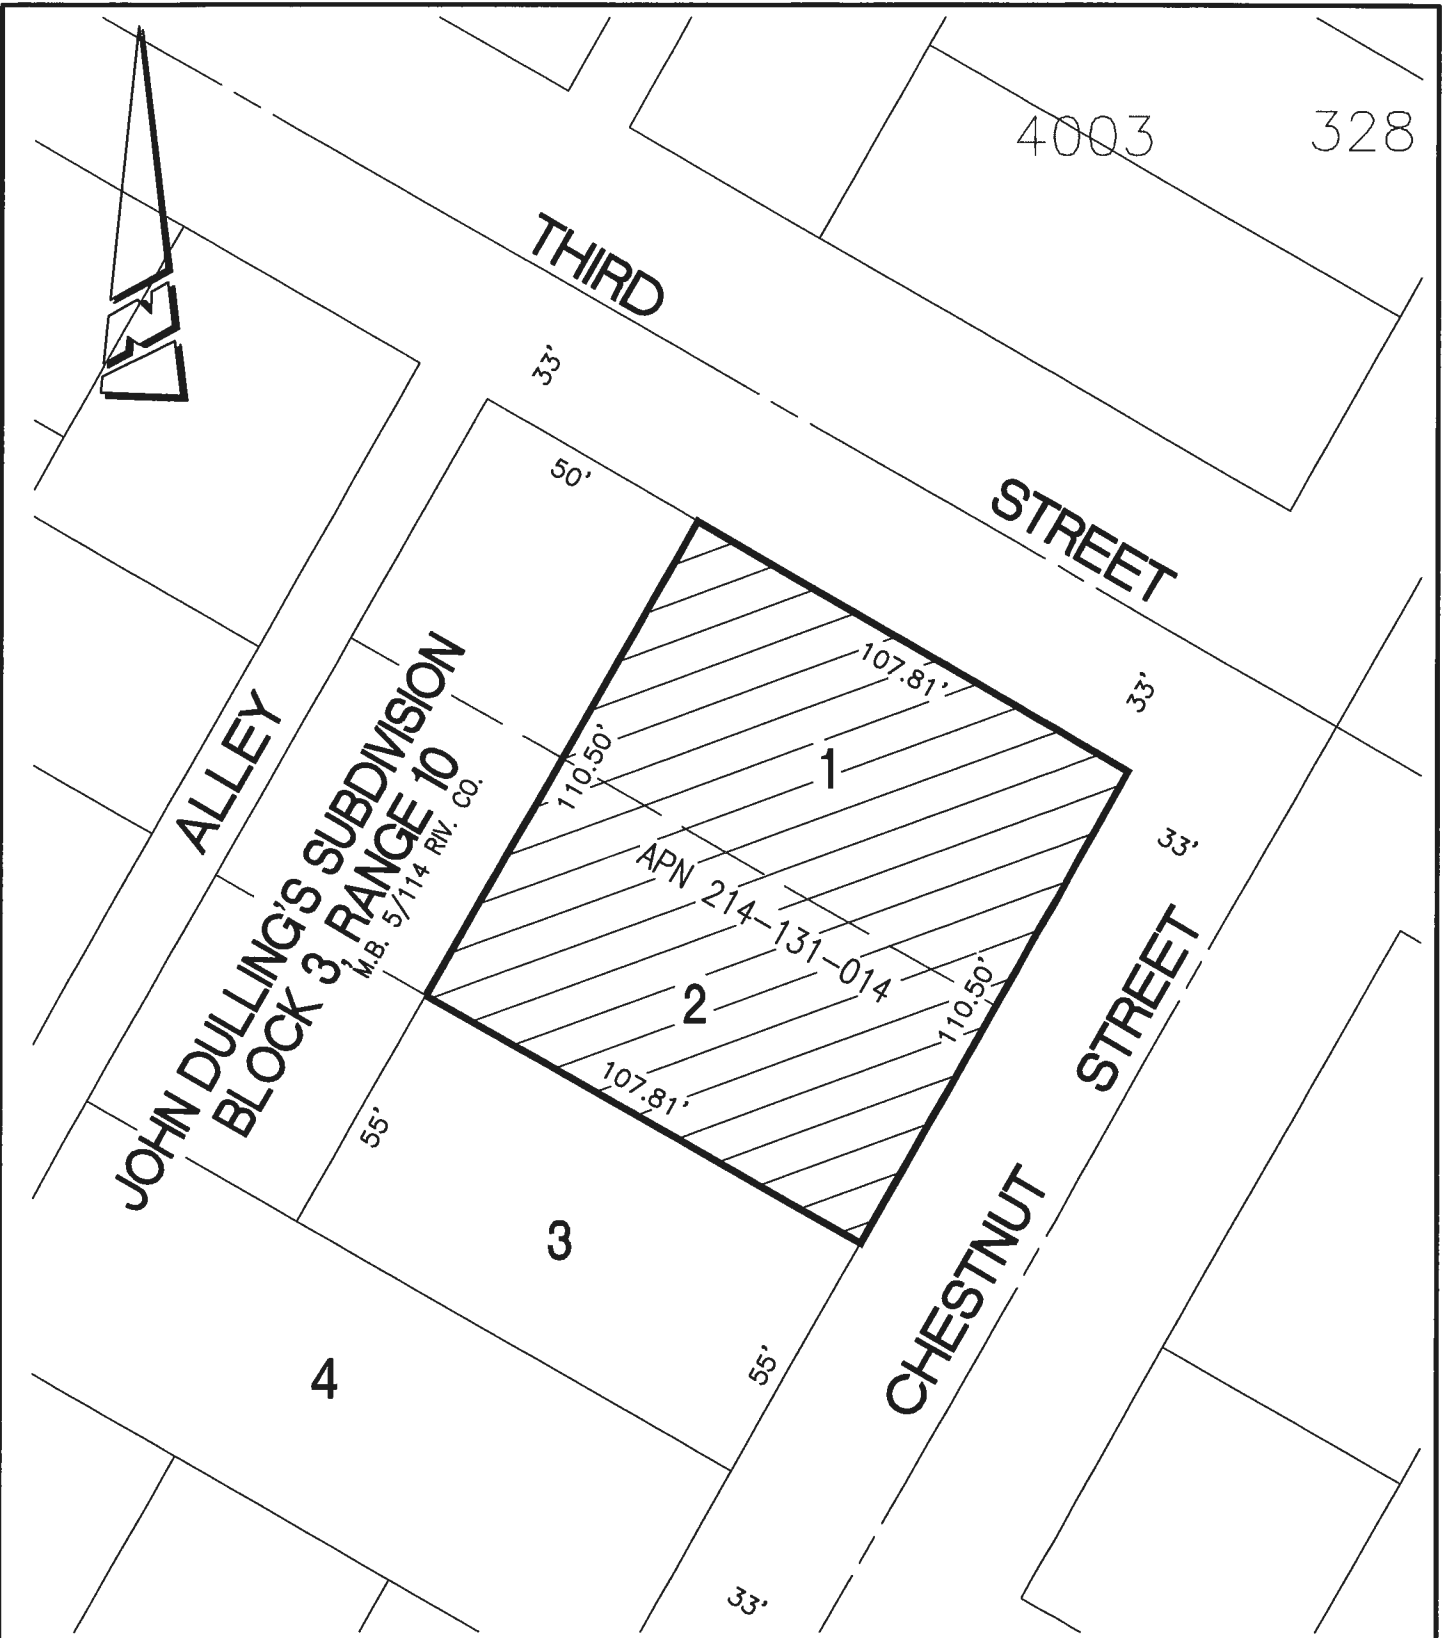 4003 328
THIRD STREET
33'
50'
33'
107.81'
110.50'
1
33'
APN 214-131-014
2
110.50'
107.81'
ALLEY
JOHN DULLING'S SUBDIVISION
BLOCK 3, RANGE 10
M.B. 5/114 RIV. CO.
55'
3
55'
4
CHESTNUT STREET
33'
N